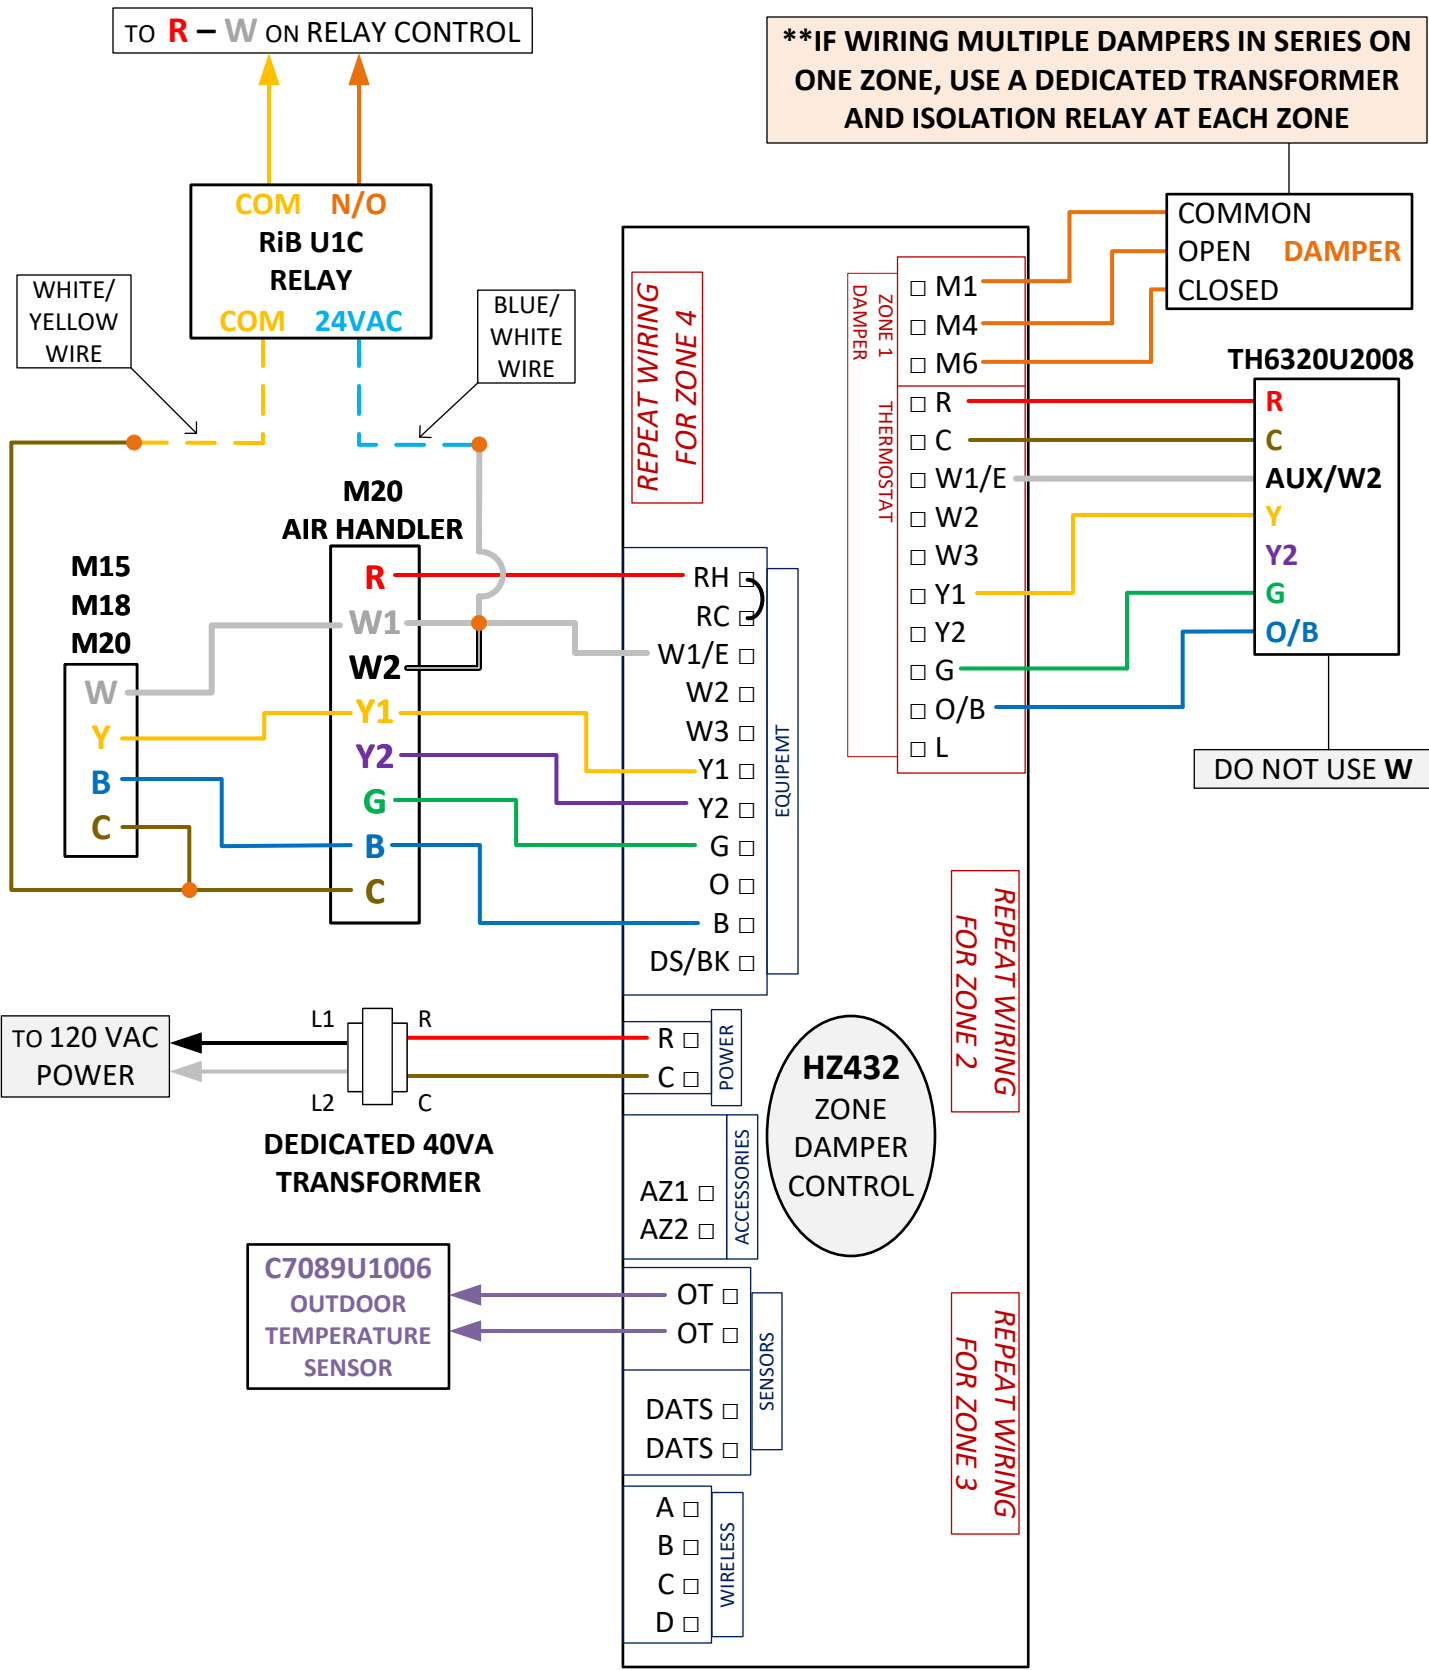 TO R – W ON RELAY CONTROL
**IF WIRING MULTIPLE DAMPERS IN SERIES ON
ONE ZONE, USE A DEDICATED TRANSFORMER
AND ISOLATION RELAY AT EACH ZONE
COM N/O
RiB U1C
RELAY
COM 24VAC
WHITE/
YELLOW
WIRE
BLUE/
WHITE
WIRE
COMMON
OPEN DAMPER
CLOSED
REPEAT WIRING
FOR ZONE 4
ZONE 1
DAMPER
M1
M4
M6
THERMOSTAT
R
C
W1/E
W2
W3
Y1
Y2
G
O/B
L
TH6320U2008
R
C
AUX/W2
Y
Y2
G
O/B
DO NOT USE W
M15
M18
M20
W
Y
B
C
M20
AIR HANDLER
R
W1
W2
Y1
Y2
G
B
C
RH
RC
W1/E
W2
W3
Y1
Y2
G
O
B
DS/BK
EQUIPEMT
REPEAT WIRING
FOR ZONE 2
TO 120 VAC
POWER
L1
L2
R
C
DEDICATED 40VA
TRANSFORMER
R
C
POWER
HZ432
ZONE
DAMPER
CONTROL
AZ1
AZ2
ACCESSORIES
C7089U1006
OUTDOOR
TEMPERATURE
SENSOR
OT
OT
DATS
DATS
SENSORS
REPEAT WIRING
FOR ZONE 3
A
B
C
D
WIRELESS